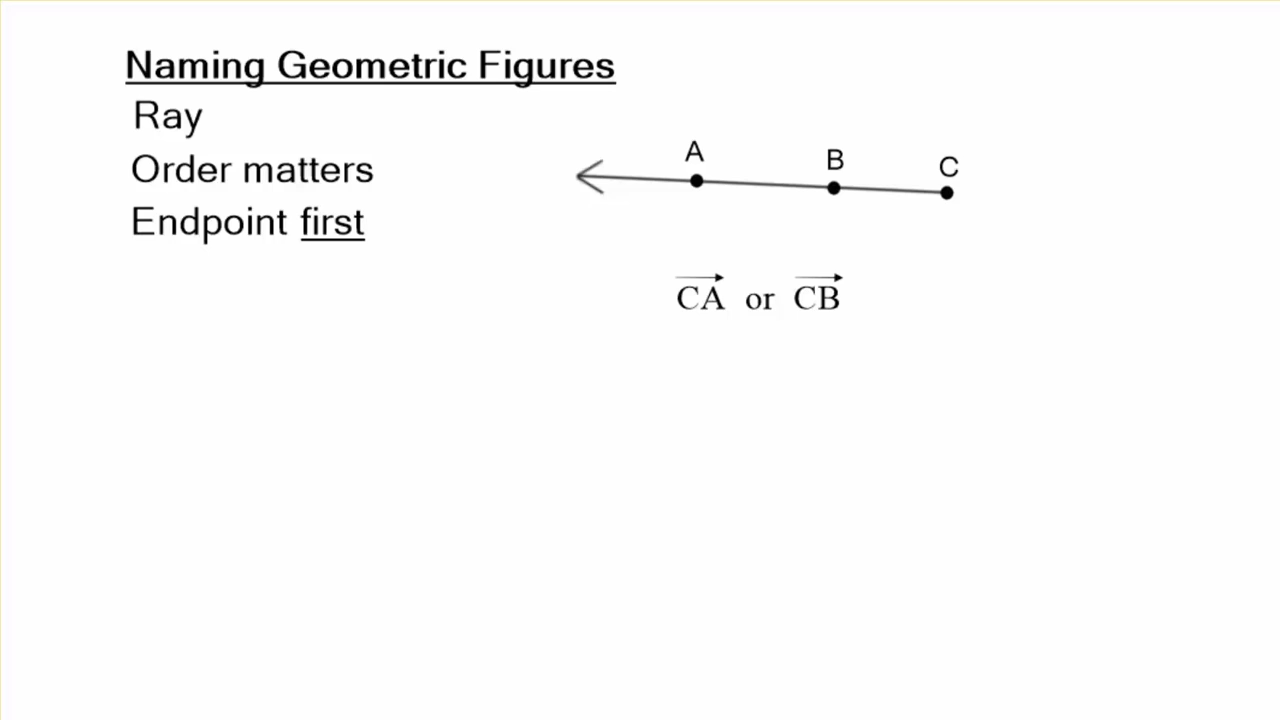 Naming Geometric Figures
Ray
Order matters
Endpoint first
A B C
CA or CB